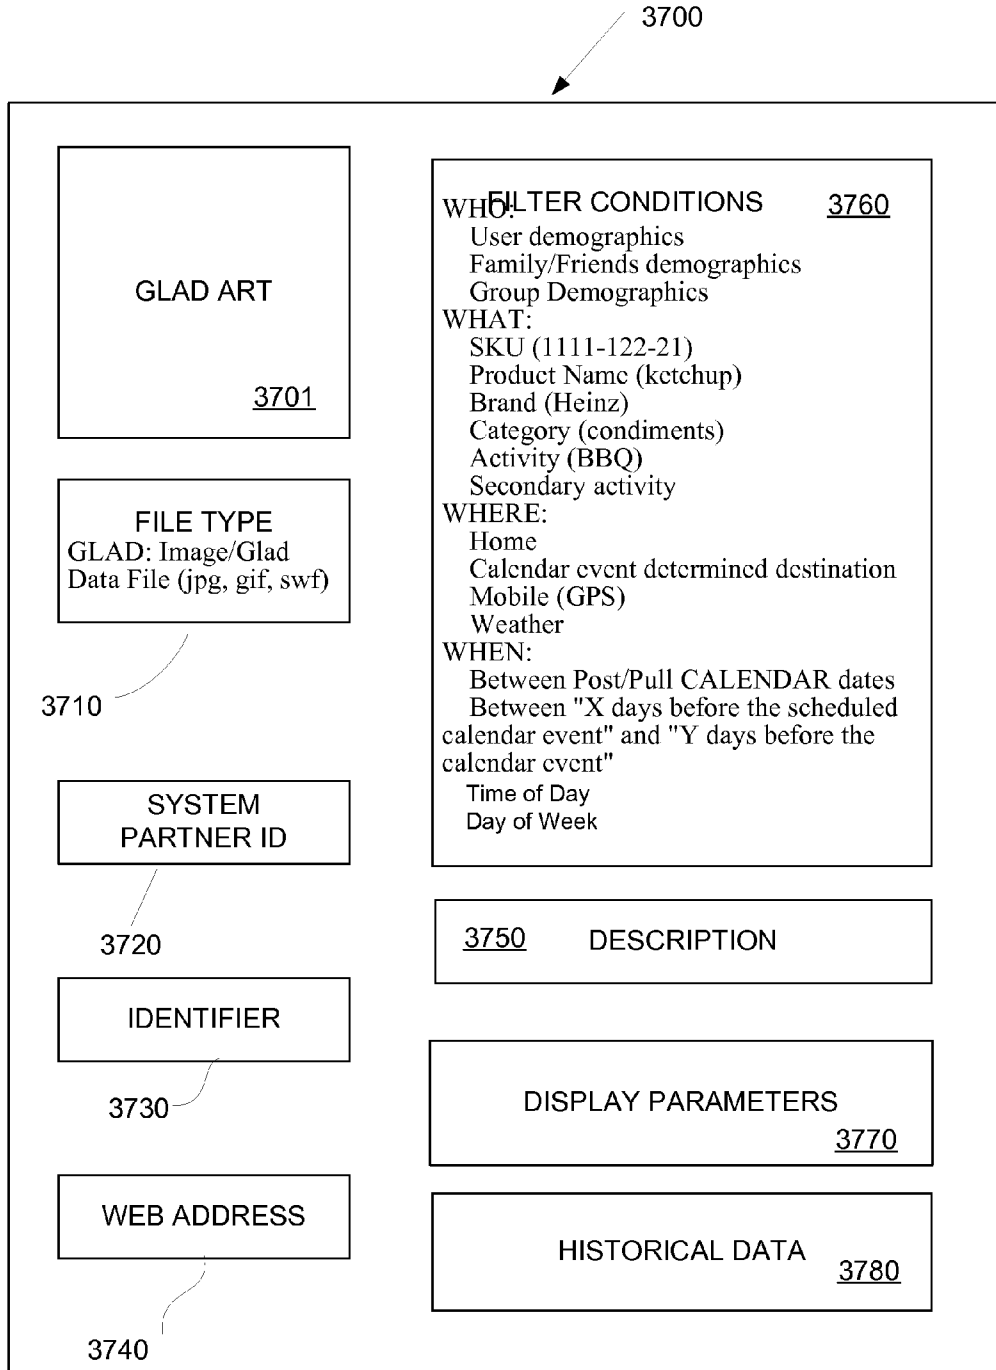 3700
GLAD ART
3701
FILE TYPE
GLAD: Image/Glad
Data File (jpg, gif, swf)
3710
SYSTEM
PARTNER ID
3720
IDENTIFIER
3730
WEB ADDRESS
3740
FILTER CONDITIONS 3760
WHO:
User demographics
Family/Friends demographics
Group Demographics
WHAT:
SKU (1111-122-21)
Product Name (ketchup)
Brand (Heinz)
Category (condiments)
Activity (BBQ)
Secondary activity
WHERE:
Home
Calendar event determined destination
Mobile (GPS)
Weather
WHEN:
Between Post/Pull CALENDAR dates
Between "X days before the scheduled
calendar event" and "Y days before the
calendar event"
Time of Day
Day of Week
3750 DESCRIPTION
DISPLAY PARAMETERS
3770
HISTORICAL DATA
3780